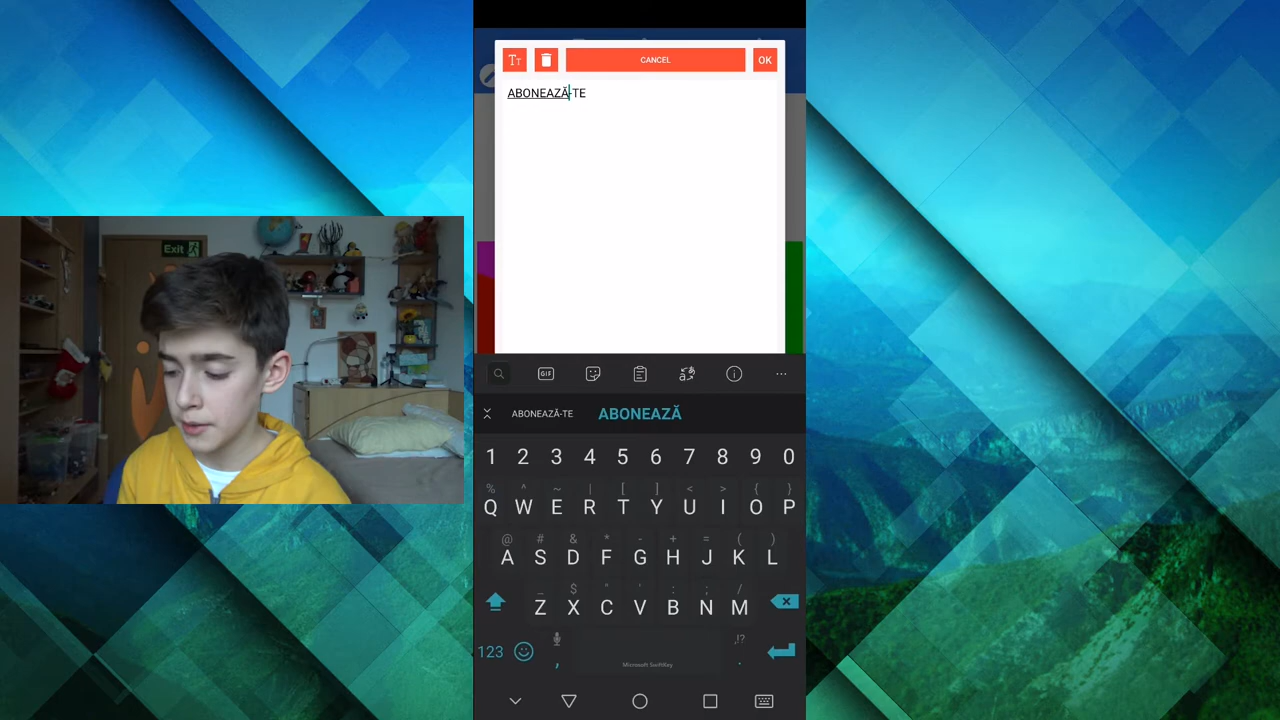 Exit
CANCEL
OK
ABONEAZĂ-TE
GIF
ABONEAZĂ-TE ABONEAZĂ
1 2 3 4 5 6 7 8 9 0
% ^ ~ | [ ] < > { }
Q W E R T Y U I O P
@ # & * - + = ( )
A S D F G H J K L
_ $ " ' : ; /
Z X C V B N M
123 , ,!? .
Microsoft SwiftKey